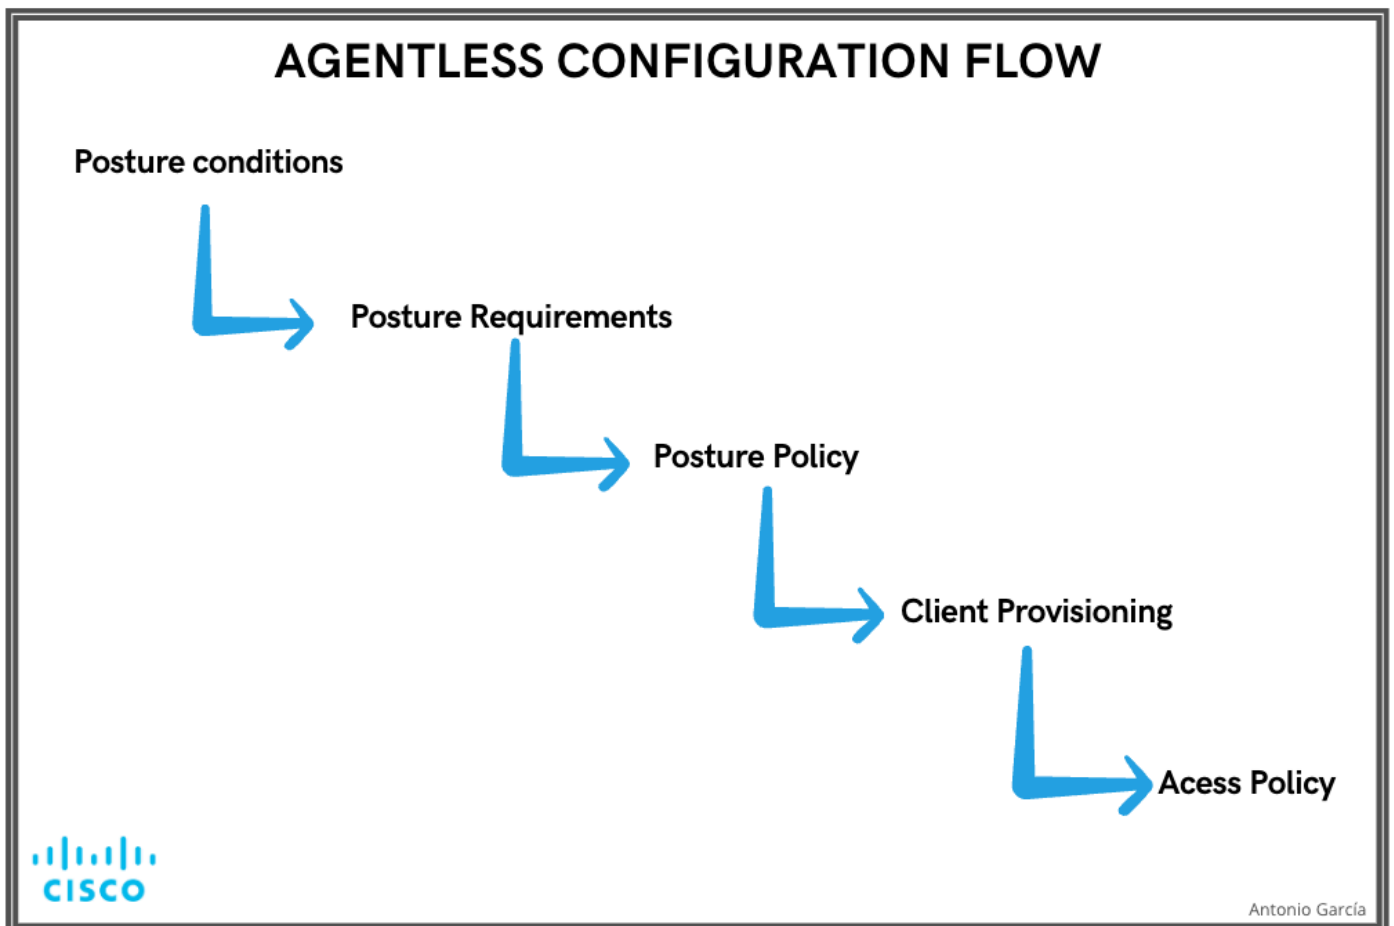 AGENTLESS CONFIGURATION FLOW
Posture conditions
Posture Requirements
Posture Policy
Client Provisioning
Acess Policy
CISCO
Antonio García